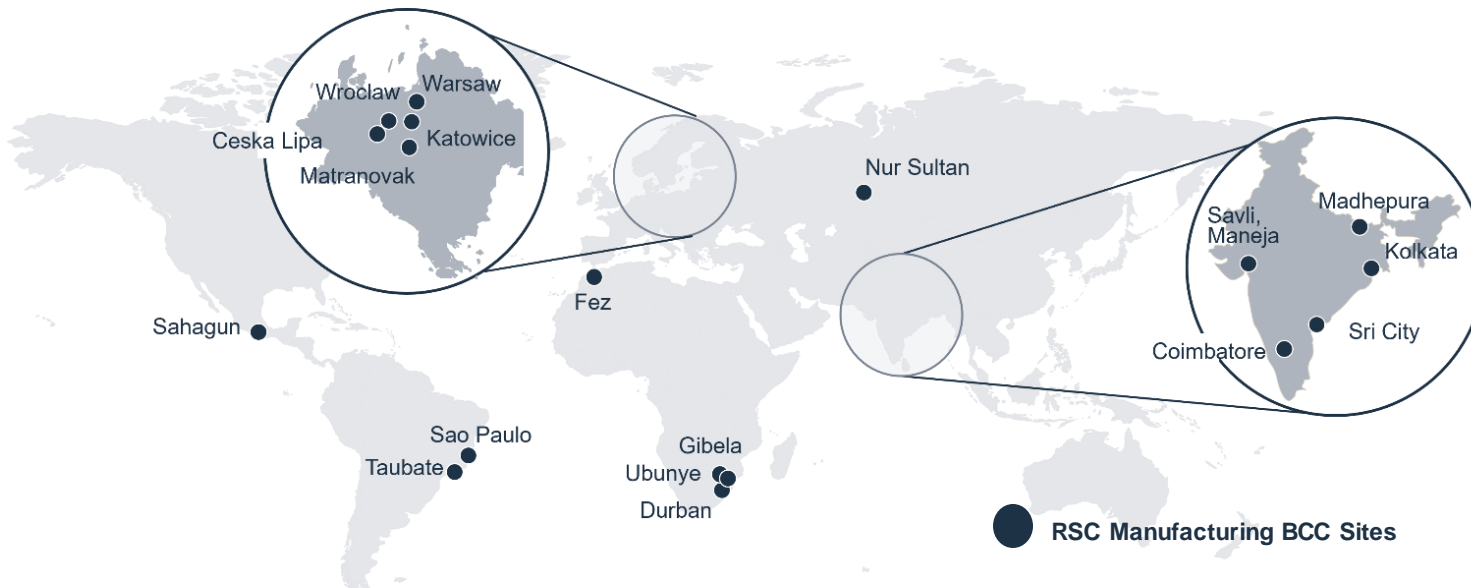 Wroclaw
Warsaw
Ceska Lipa
Katowice
Matranovak
Nur Sultan
Madhepura
Savli,
Maneja
Kolkata
Fez
Sahagun
Sri City
Coimbatore
Sao Paulo
Taubate
Gibela
Ubunye
Durban
RSC Manufacturing BCC Sites